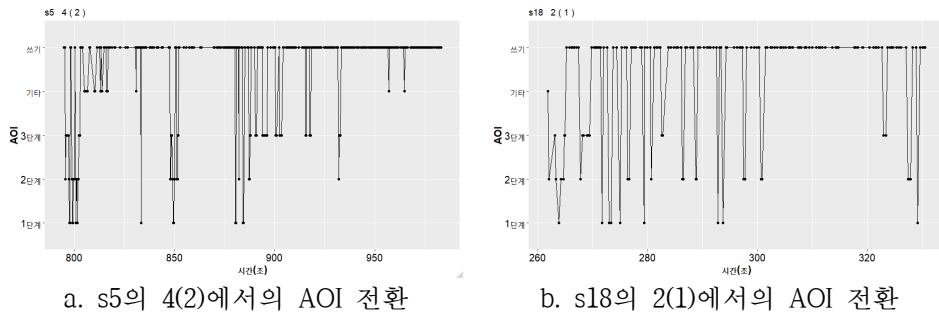 s5 4 ( 2 )
쓰기
기타
3단계
2단계
1단계
AOI
800 850 900 950
시간(초)
a. s5의 4(2)에서의 AOI 전환
s18 2 ( 1 )
쓰기
기타
3단계
2단계
1단계
AOI
260 280 300 320
시간(초)
b. s18의 2(1)에서의 AOI 전환